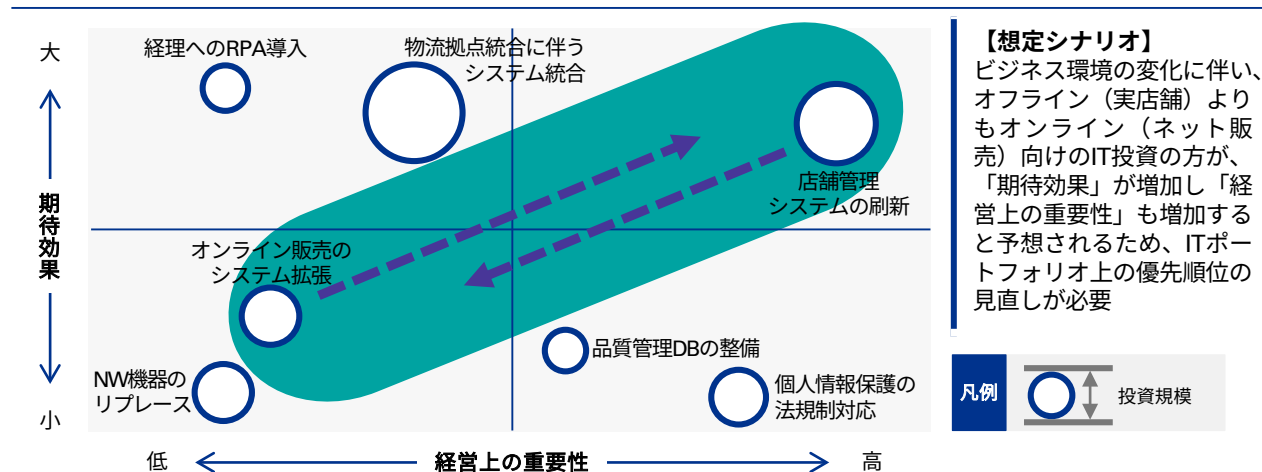 大
期待効果
小
経理へのRPA導入
物流拠点統合に伴う
システム統合
店舗管理
システムの刷新
オンライン販売の
システム拡張
NW機器の
リプレース
品質管理DBの整備
個人情報保護の
法規制対応
低
経営上の重要性
高
【想定シナリオ】
ビジネス環境の変化に伴い、
オフライン（実店舗）より
もオンライン（ネット販
売）向けのIT投資の方が、
「期待効果」が増加し「経
営上の重要性」も増加する
と予想されるため、ITポー
トフォリオ上の優先順位の
見直しが必要
凡例
投資規模